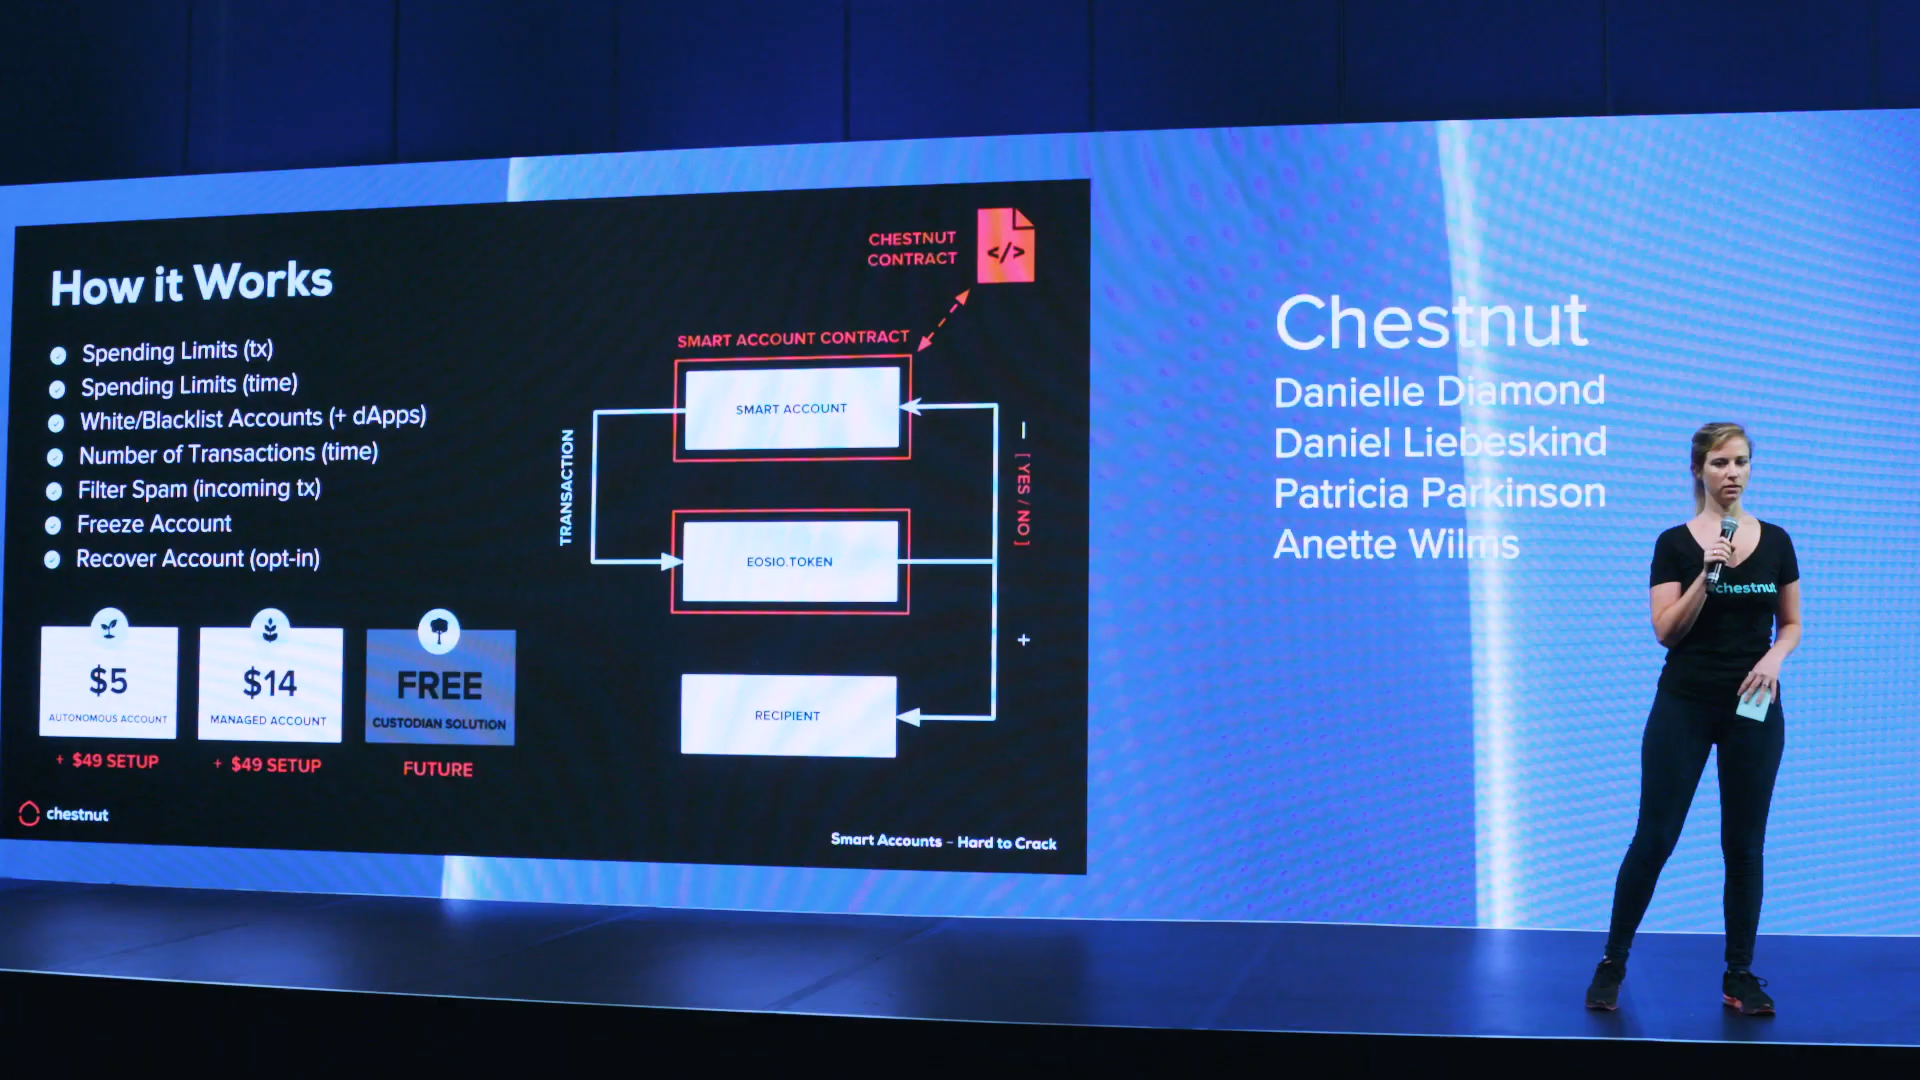 How it Works
Spending Limits (tx)
Spending Limits (time)
White/Blacklist Accounts (+ dApps)
Number of Transactions (time)
Filter Spam (incoming tx)
Freeze Account
Recover Account (opt-in)
$5
AUTONOMOUS ACCOUNT
+ $49 SETUP
$14
MANAGED ACCOUNT
+ $49 SETUP
FREE
CUSTODIAN SOLUTION
FUTURE
chestnut
CHESTNUT
CONTRACT
</>
SMART ACCOUNT CONTRACT
SMART ACCOUNT
TRANSACTION
EOSIO.TOKEN
— [ YES / NO ]
+
RECIPIENT
Smart Accounts – Hard to Crack
Chestnut
Danielle Diamond
Daniel Liebeskind
Patricia Parkinson
Anette Wilms
chestnut